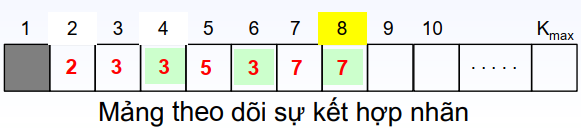 1 2 3 4 5 6 7 8 9 10 Kmax
2 3 3 5 3 7 7 .....
Mảng theo dõi sự kết hợp nhãn